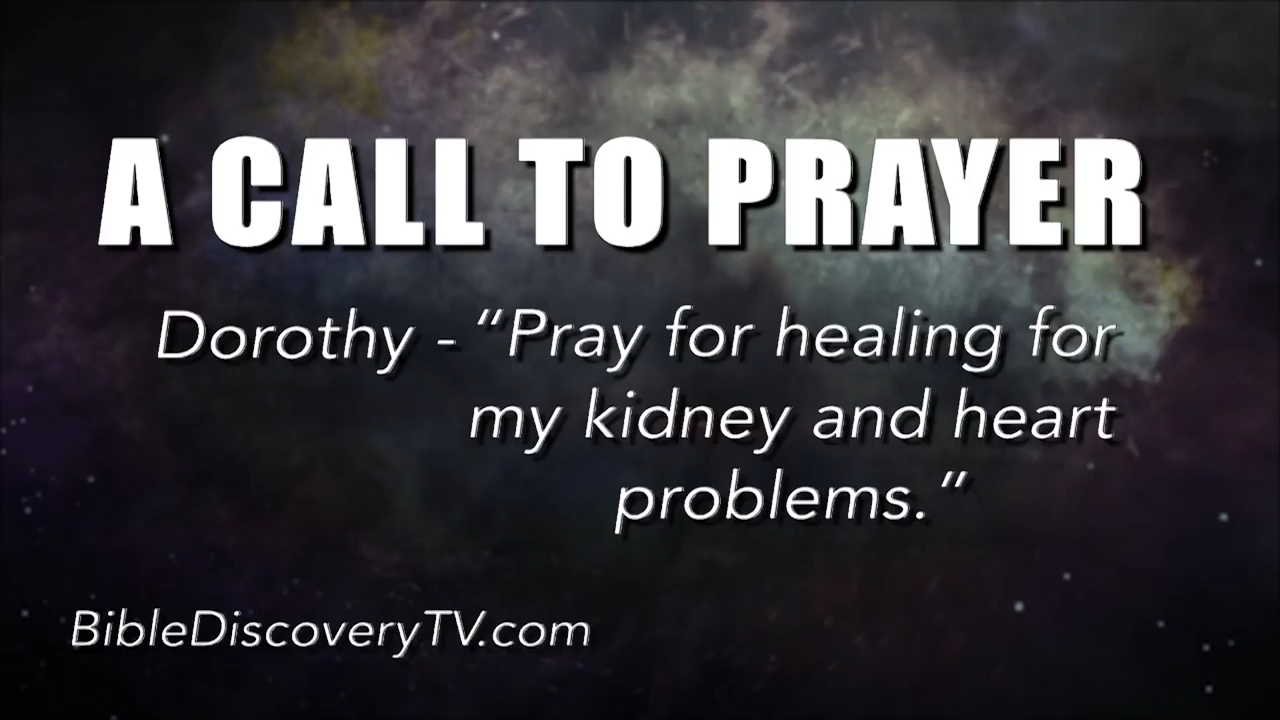 A CALL TO PRAYER
Dorothy - “Pray for healing for
my kidney and heart
problems.”
BibleDiscoveryTV.com